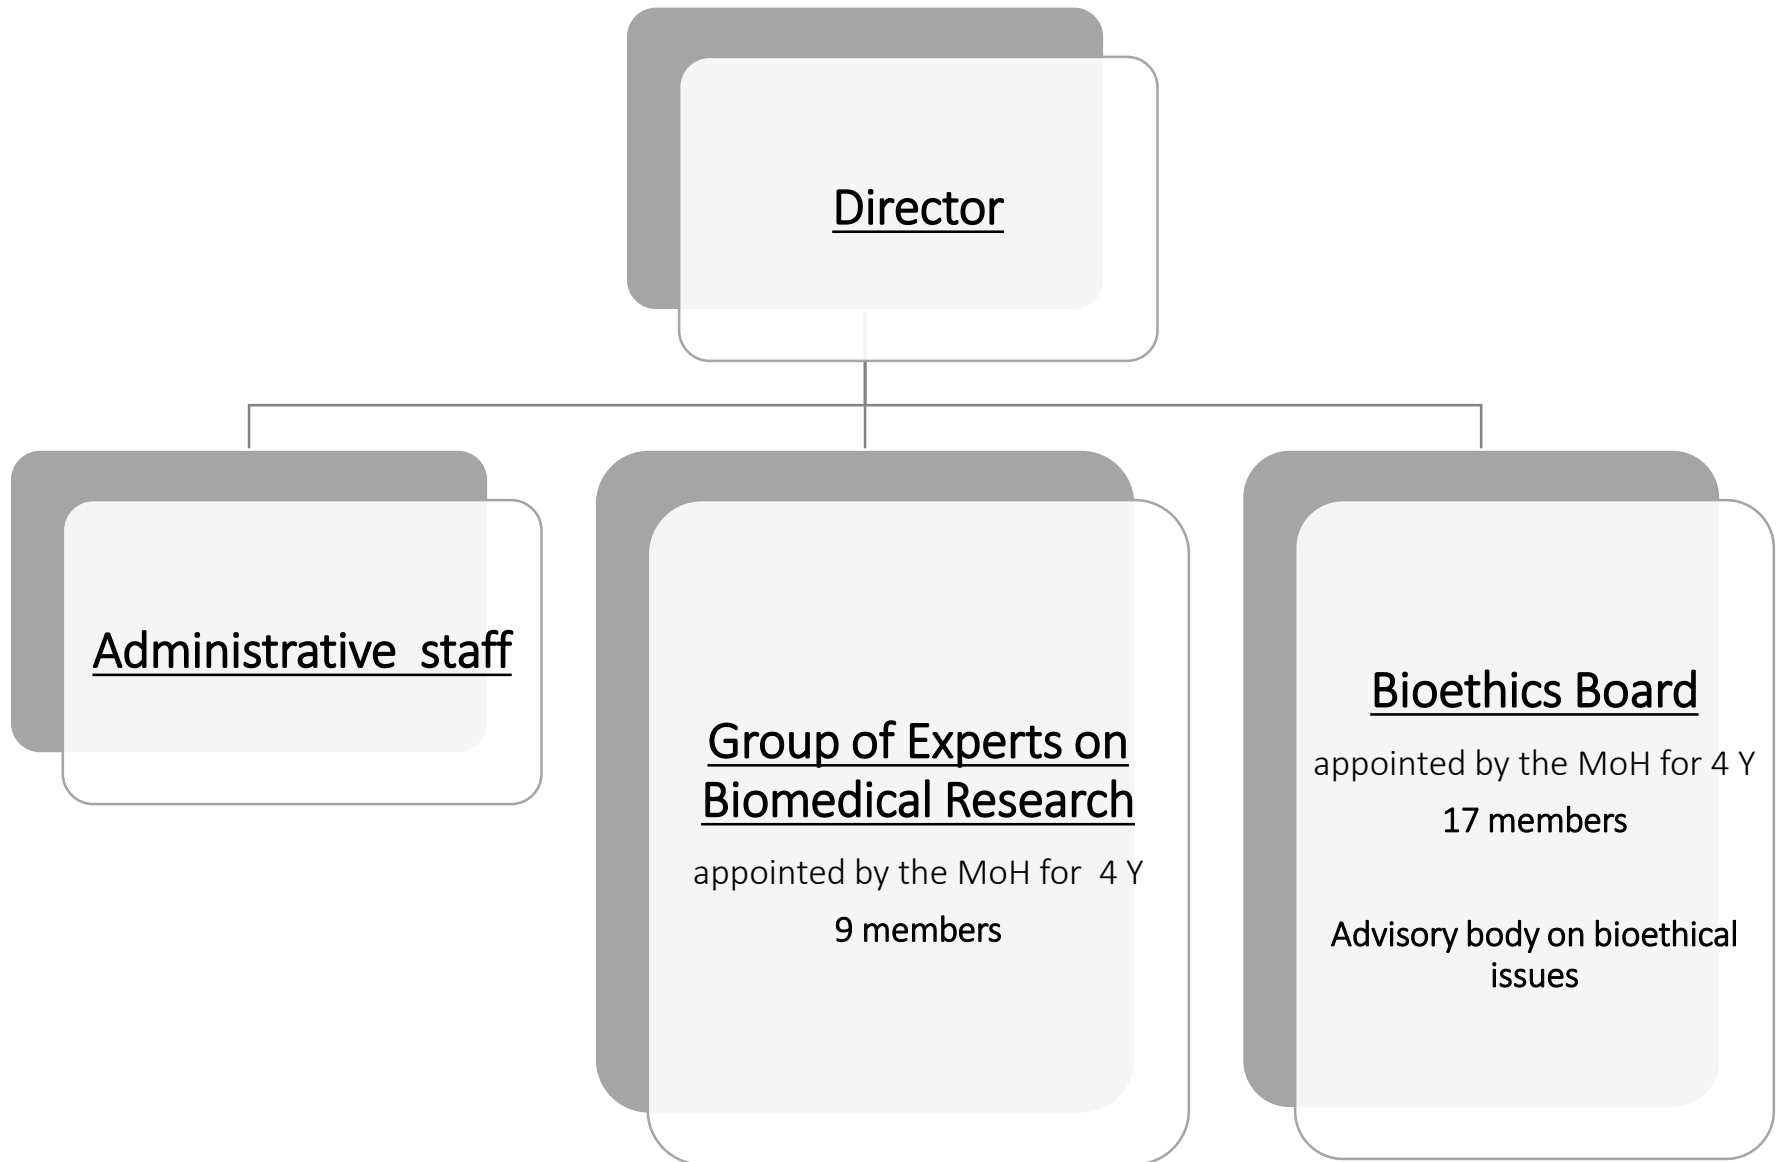 Director
Administrative  staff
Group of Experts on
Biomedical Research
appointed by the MoH for  4 Y
9 members
Bioethics Board
appointed by the MoH for 4 Y
17 members
Advisory body on bioethical
issues